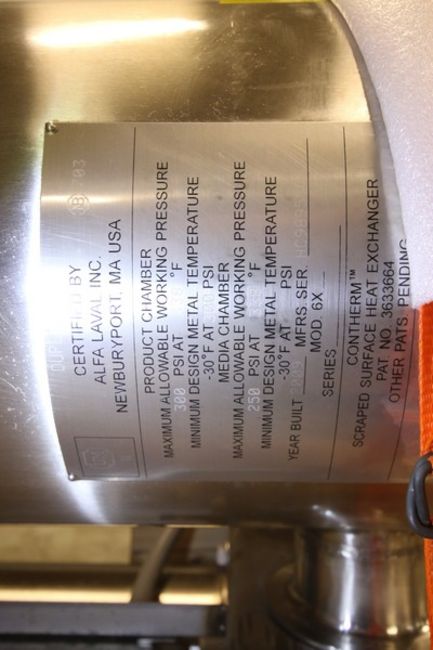 CERTIFIED BY
ALFA LAVAL INC.
NEWBURYPORT, MA USA
PRODUCT CHAMBER
MAXIMUM ALLOWABLE WORKING PRESSURE
300 PSI AT °F
MINIMUM DESIGN METAL TEMPERATURE
-30°F AT 300 PSI
MEDIA CHAMBER
MAXIMUM ALLOWABLE WORKING PRESSURE
250 PSI AT °F
MINIMUM DESIGN METAL TEMPERATURE
-30°F AT PSI
YEAR BUILT MFRS. SER.
MOD. 6X
SERIES
CONTHERM™
SCRAPED SURFACE HEAT EXCHANGER
PAT NO. 3633664
OTHER PATS PENDING